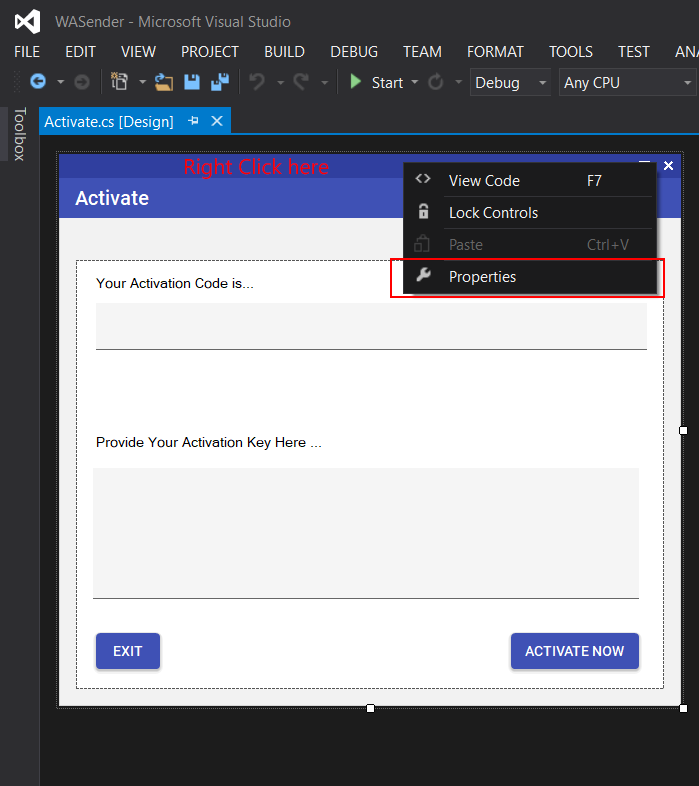 WASender - Microsoft Visual Studio
FILE EDIT VIEW PROJECT BUILD DEBUG TEAM FORMAT TOOLS TEST ANA
Start Debug Any CPU
Toolbox
Activate.cs [Design]
Right Click here
Activate
View Code F7
Lock Controls
Paste Ctrl+V
Properties
Your Activation Code is...
Provide Your Activation Key Here ...
EXIT ACTIVATE NOW